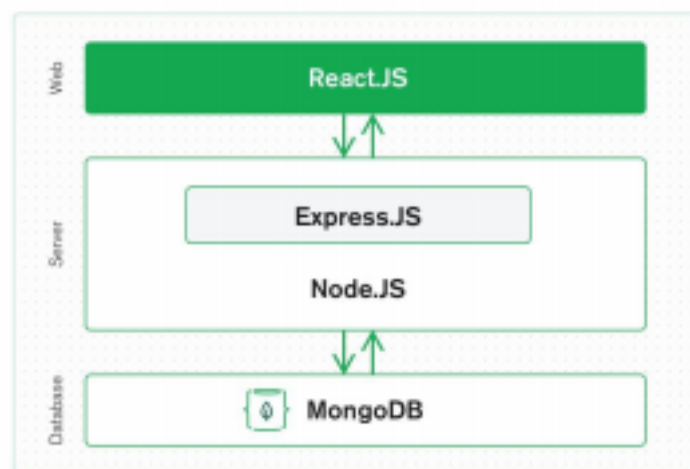 Web
React.JS
Server
Express.JS
Node.JS
Database
MongoDB